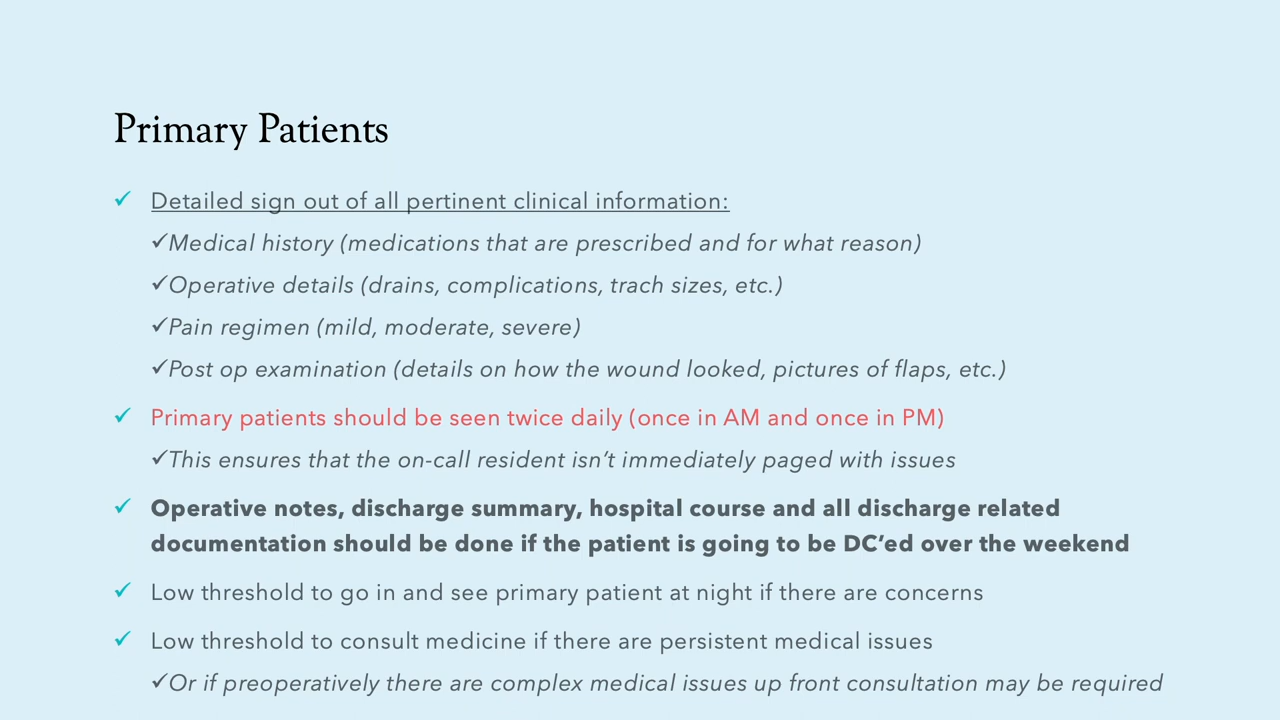 Primary Patients
✓ Detailed sign out of all pertinent clinical information:
✓Medical history (medications that are prescribed and for what reason)
✓Operative details (drains, complications, trach sizes, etc.)
✓Pain regimen (mild, moderate, severe)
✓Post op examination (details on how the wound looked, pictures of flaps, etc.)
✓ Primary patients should be seen twice daily (once in AM and once in PM)
✓This ensures that the on-call resident isn’t immediately paged with issues
✓ Operative notes, discharge summary, hospital course and all discharge related
documentation should be done if the patient is going to be DC’ed over the weekend
✓ Low threshold to go in and see primary patient at night if there are concerns
✓ Low threshold to consult medicine if there are persistent medical issues
✓Or if preoperatively there are complex medical issues up front consultation may be required